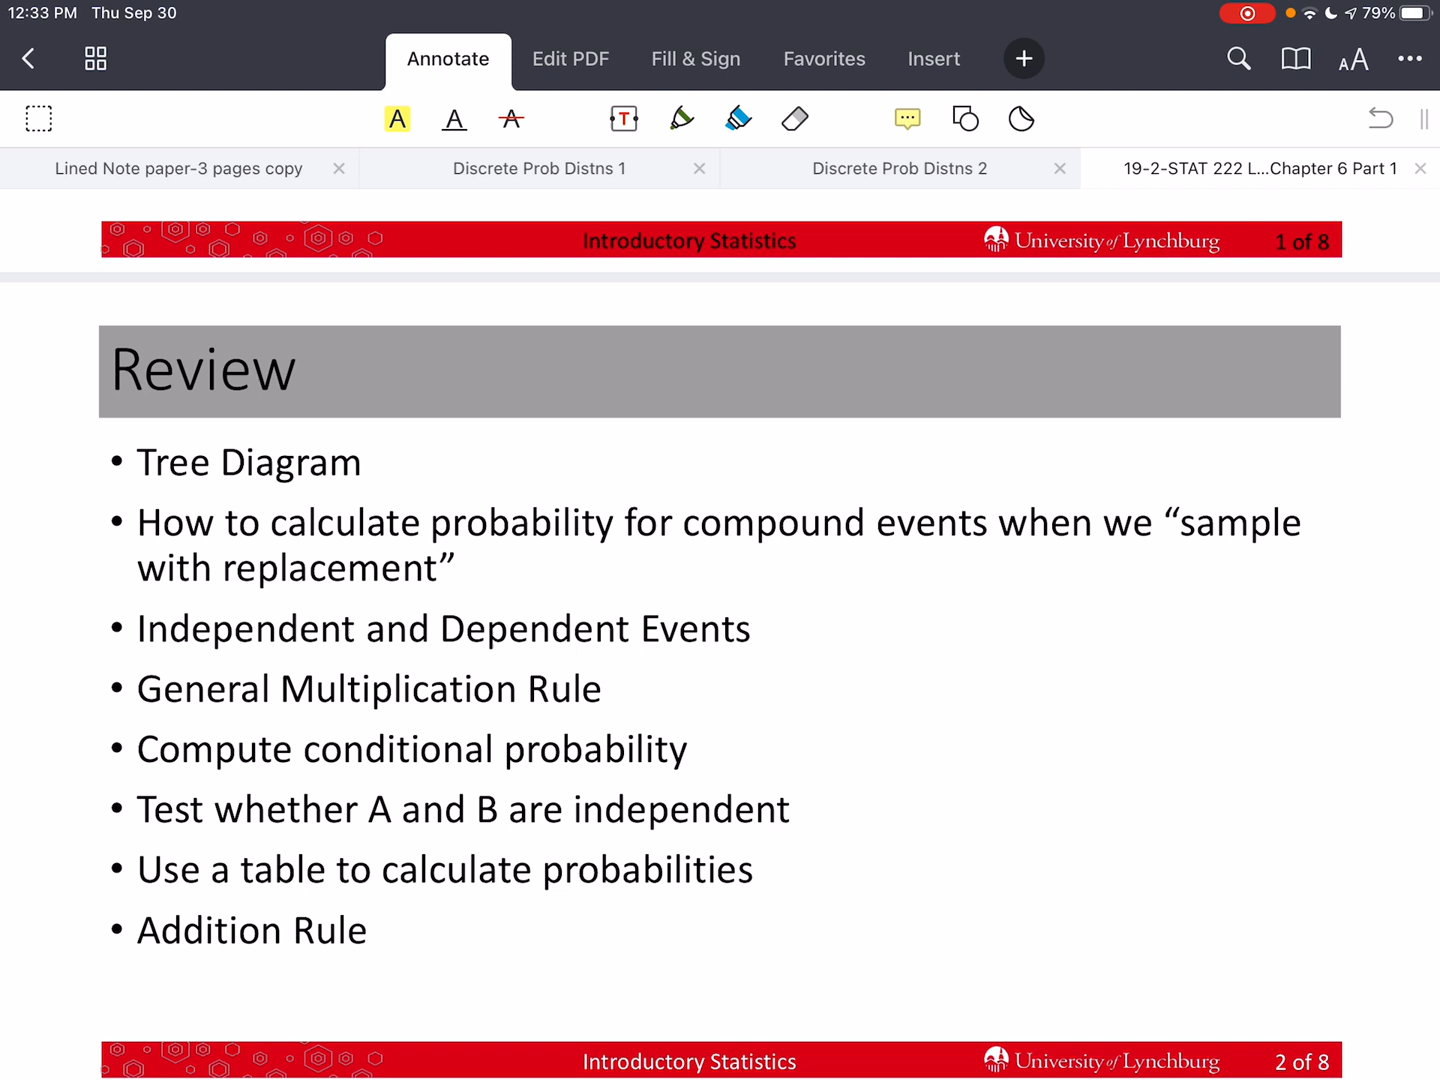 12:33 PM Thu Sep 30 79%
Annotate Edit PDF Fill & Sign Favorites Insert AA
A A A T
Lined Note paper-3 pages copy Discrete Prob Distns 1 Discrete Prob Distns 2 19-2-STAT 222 L...Chapter 6 Part 1
Introductory Statistics University of Lynchburg 1 of 8
Review
• Tree Diagram
• How to calculate probability for compound events when we “sample
with replacement”
• Independent and Dependent Events
• General Multiplication Rule
• Compute conditional probability
• Test whether A and B are independent
• Use a table to calculate probabilities
• Addition Rule
Introductory Statistics University of Lynchburg 2 of 8